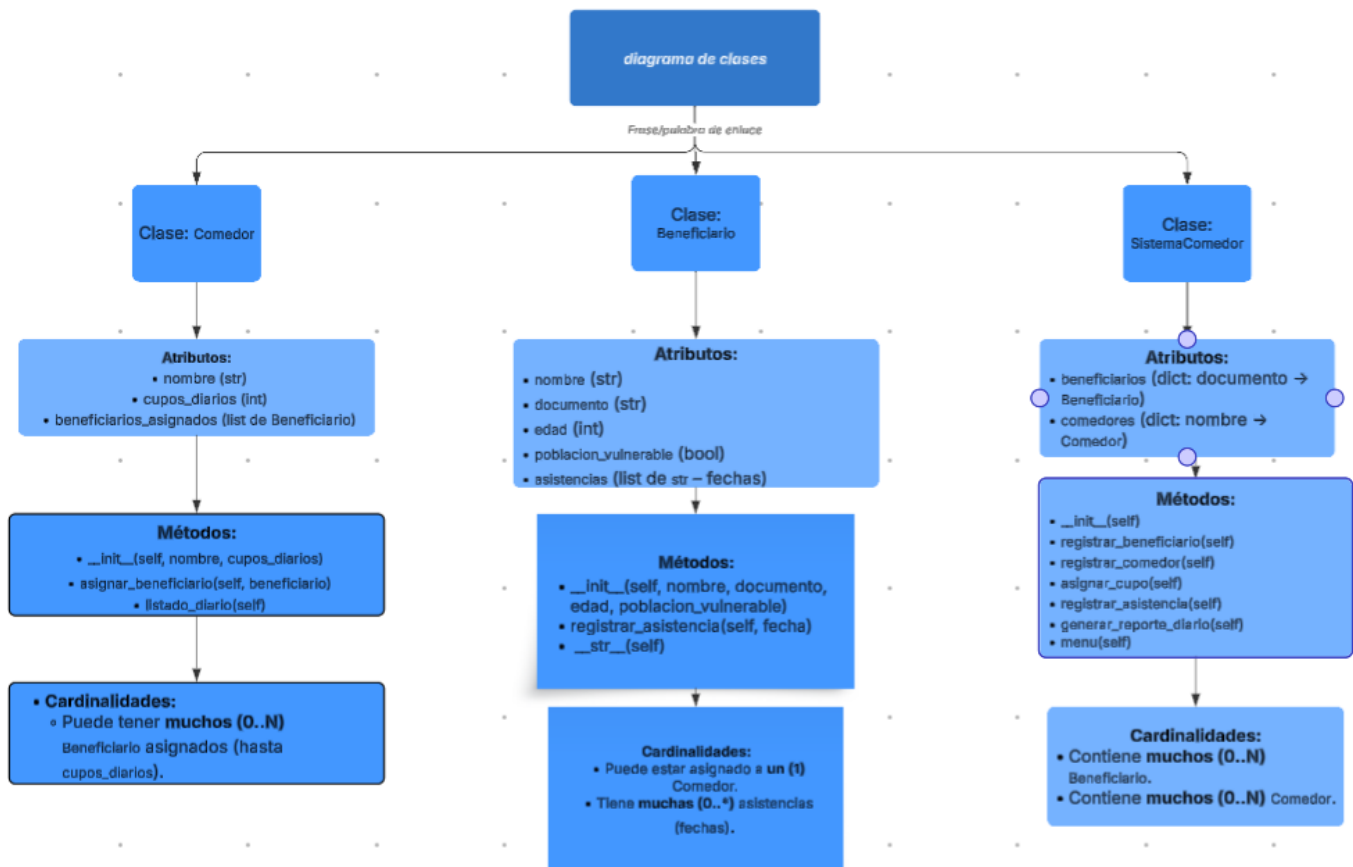 diagrama de clases
Frase/palabra de enlace
Clase: Comedor
Clase:
Beneficiario
Clase:
SistemaComedor
Atributos:
• nombre (str)
• cupos_diarios (int)
• beneficiarios_asignados (list de Beneficiario)
Atributos:
• nombre (str)
• documento (str)
• edad (int)
• poblacion_vulnerable (bool)
• asistencias (list de str – fechas)
Atributos:
• beneficiarios (dict: documento →
Beneficiario)
• comedores (dict: nombre →
Comedor)
Métodos:
• __init__(self, nombre, cupos_diarios)
• asignar_beneficiario(self, beneficiario)
• listado_diario(self)
Métodos:
• __init__(self, nombre, documento,
edad, poblacion_vulnerable)
• registrar_asistencia(self, fecha)
• __str__(self)
Métodos:
• __init__(self)
• registrar_beneficiario(self)
• registrar_comedor(self)
• asignar_cupo(self)
• registrar_asistencia(self)
• generar_reporte_diario(self)
• menu(self)
• Cardinalidades:
◦ Puede tener muchos (0..N)
Beneficiario asignados (hasta
cupos_diarios).
Cardinalidades:
• Puede estar asignado a un (1)
Comedor.
• Tiene muchas (0..*) asistencias
(fechas).
Cardinalidades:
• Contiene muchos (0..N)
Beneficiario.
• Contiene muchos (0..N) Comedor.